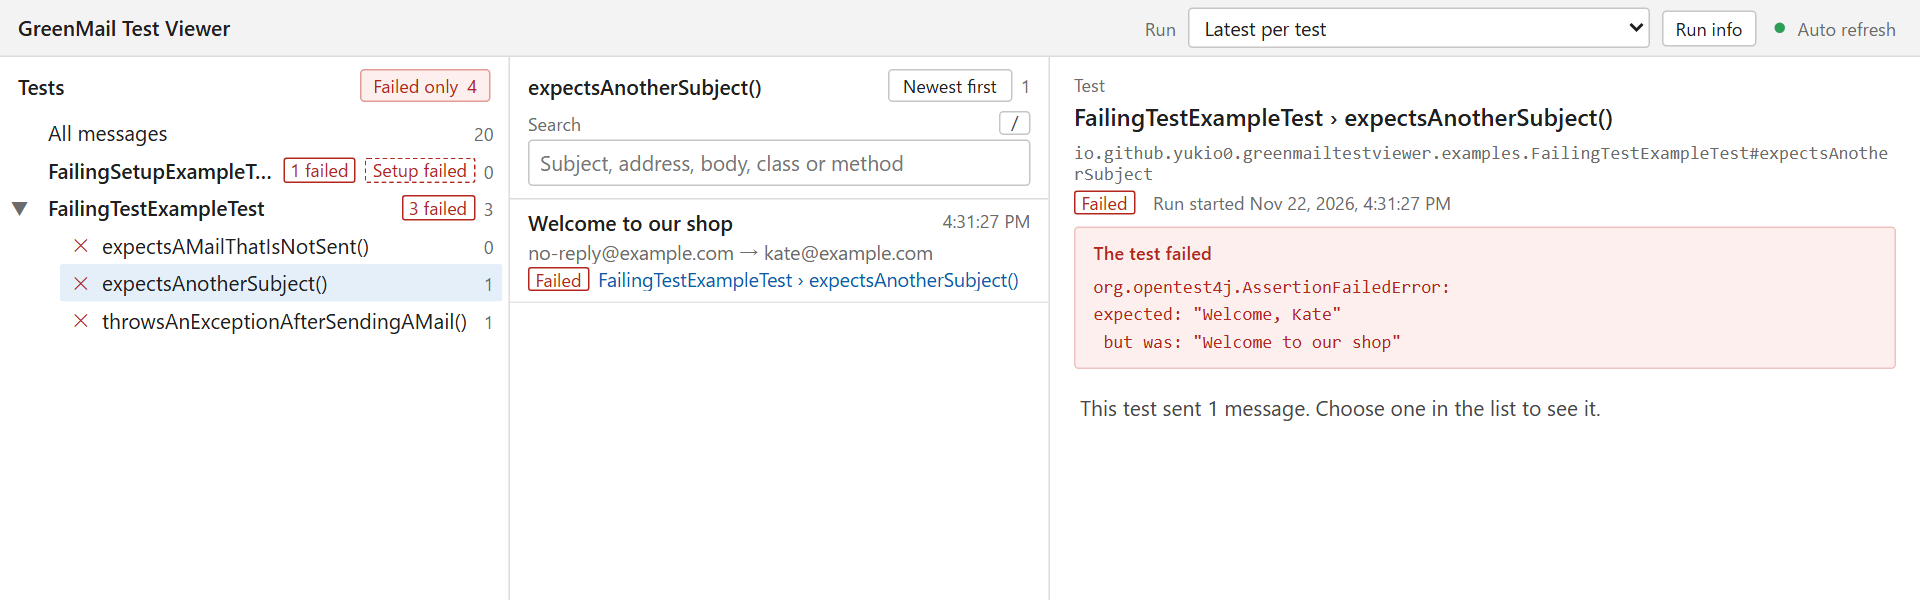 GreenMail Test Viewer
Run
Latest per test
Run info
Auto refresh
Tests
Failed only 4
All messages 20
FailingSetupExampleT... 1 failed Setup failed 0
FailingTestExampleTest 3 failed 3
expectsAMailThatIsNotSent() 0
expectsAnotherSubject() 1
throwsAnExceptionAfterSendingAMail() 1
expectsAnotherSubject() Newest first 1
Search /
Subject, address, body, class or method
Welcome to our shop 4:31:27 PM
no-reply@example.com → kate@example.com
Failed FailingTestExampleTest › expectsAnotherSubject()
Test
FailingTestExampleTest › expectsAnotherSubject()
io.github.yukio0.greenmailtestviewer.examples.FailingTestExampleTest#expectsAnothe
rSubject
Failed Run started Nov 22, 2026, 4:31:27 PM
The test failed
org.opentest4j.AssertionFailedError:
expected: "Welcome, Kate"
but was: "Welcome to our shop"
This test sent 1 message. Choose one in the list to see it.